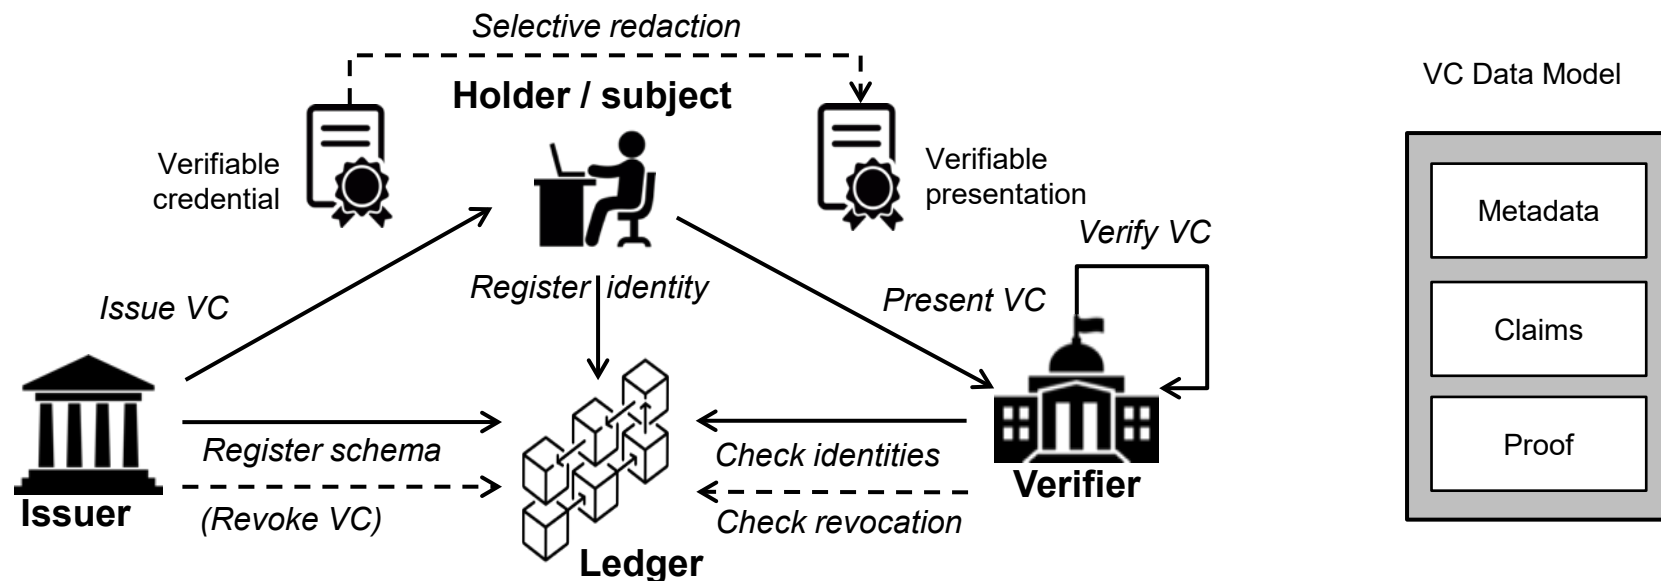 Selective redaction
Holder / subject
Verifiable
credential
Verifiable
presentation
Verify VC
Register identity
Issue VC
Present VC
Register schema
Check identities
(Revoke VC)
Check revocation
Issuer
Ledger
Verifier
VC Data Model
Metadata
Claims
Proof